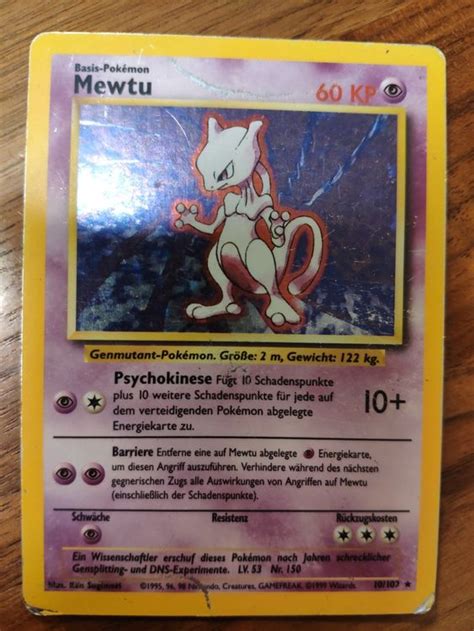 Basis-Pokémon
Mewtu
60 KP
Genmutant-Pokémon. Größe: 2 m, Gewicht: 122 kg.
Psychokinese Fügt 10 Schadenspunkte
plus 10 weitere Schadenspunkte für jede auf
dem verteidigenden Pokémon abgelegte
Energiekarte zu.
10+
Barriere Entferne eine auf Mewtu abgelegte Energiekarte,
um diesen Angriff auszuführen. Verhindere während des nächsten
gegnerischen Zugs alle Auswirkungen von Angriffen auf Mewtu
(einschließlich der Schadenspunkte).
Schwäche
Resistenz
Rückzugskosten
Ein Wissenschaftler erschuf dieses Pokémon nach Jahren schrecklicher
Gensplitting- und DNS-Experimente. LV. 53 Nr. 150
Ken Sugimori
©1995, 96, 98 Nintendo, Creatures, GAMEFREAK. ©1999 Wizards.
10/102